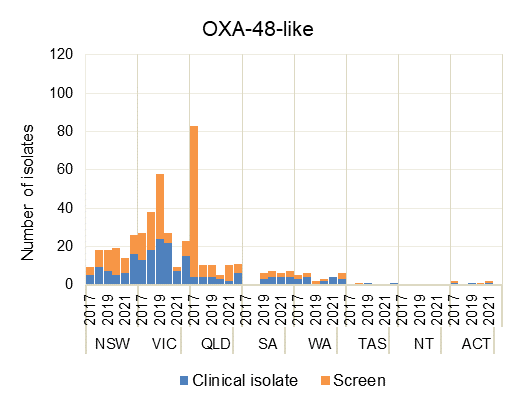 OXA-48-like
Number of isolates
120
100
80
60
40
20
0
2017 2019 2021 2017 2019 2021 2017 2019 2021 2017 2019 2021 2017 2019 2021 2017 2019 2021 2017 2019 2021 2017 2019 2021
NSW VIC QLD SA WA TAS NT ACT
Clinical isolate Screen